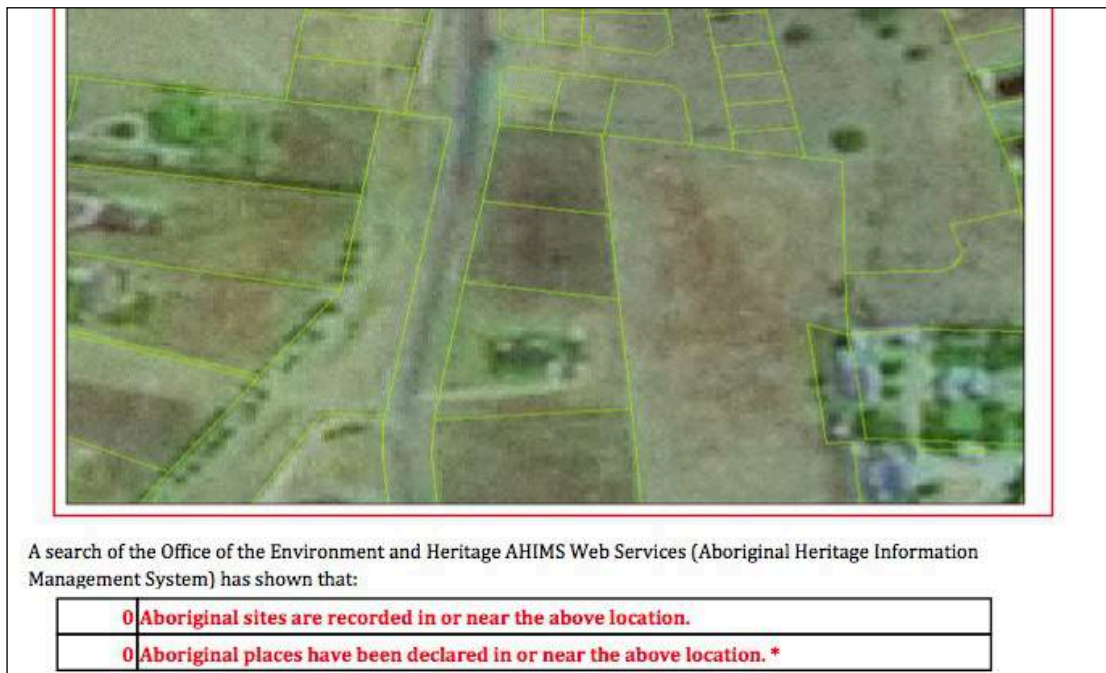 A search of the Office of the Environment and Heritage AHIMS Web Services (Aboriginal Heritage Information
Management System) has shown that:
0 Aboriginal sites are recorded in or near the above location.
0 Aboriginal places have been declared in or near the above location. *